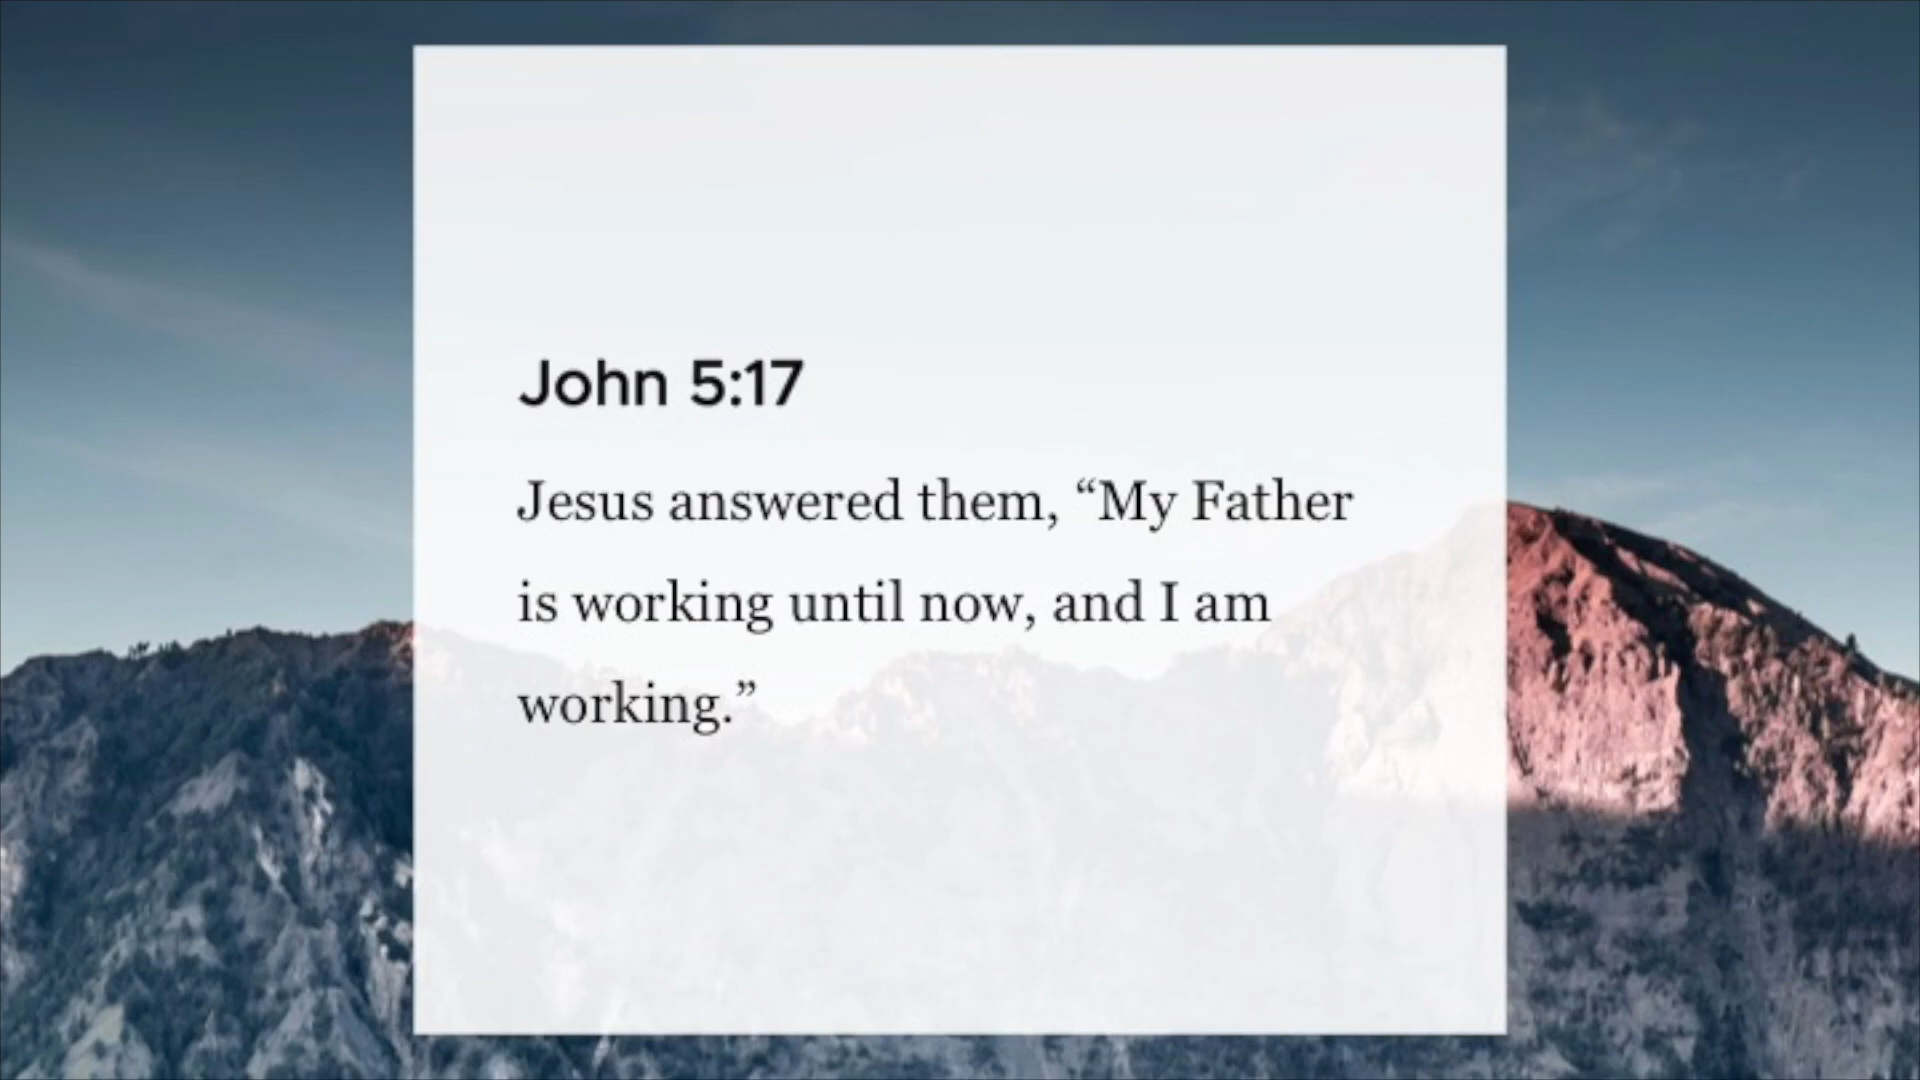 John 5:17
Jesus answered them, “My Father
is working until now, and I am
working.”